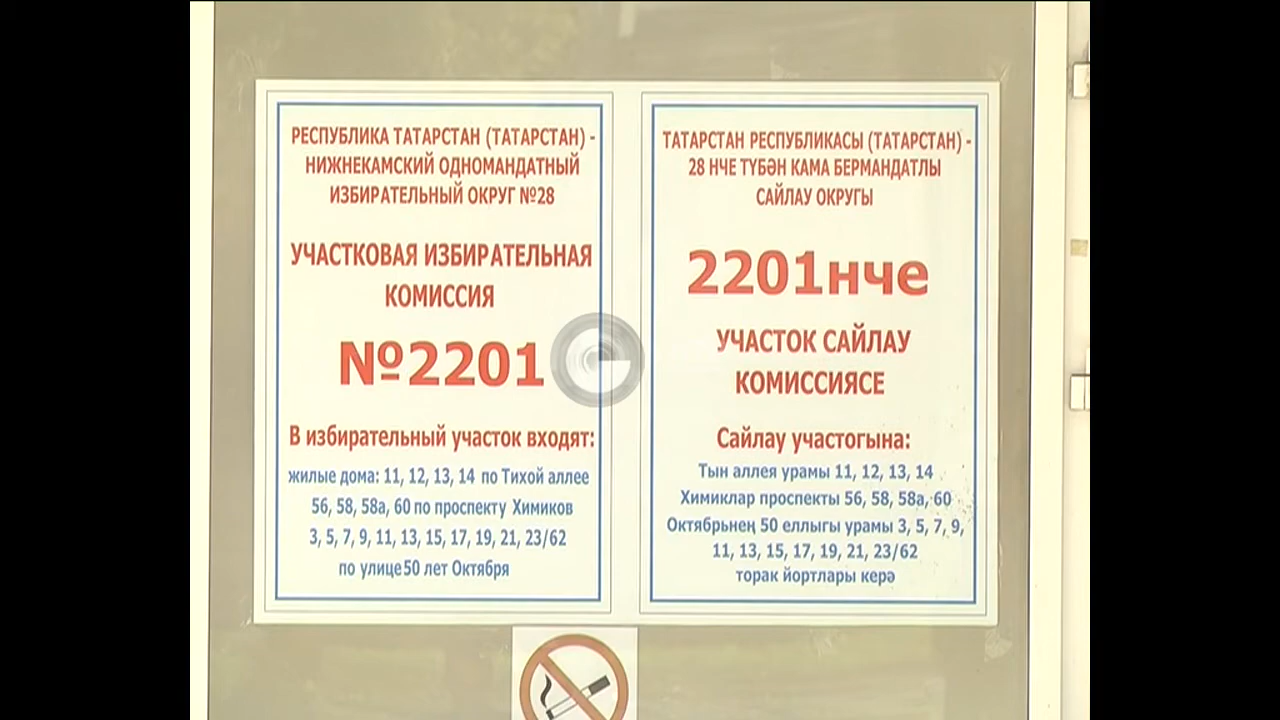 РЕСПУБЛИКА ТАТАРСТАН (ТАТАРСТАН) -
НИЖНЕКАМСКИЙ ОДНОМАНДАТНЫЙ
ИЗБИРАТЕЛЬНЫЙ ОКРУГ №28
УЧАСТКОВАЯ ИЗБИРАТЕЛЬНАЯ
КОМИССИЯ
№2201
В избирательный участок входят:
жилые дома: 11, 12, 13, 14 по Тихой аллее
56, 58, 58а, 60 по проспекту Химиков
3, 5, 7, 9, 11, 13, 15, 17, 19, 21, 23/62
по улице 50 лет Октября
ТАТАРСТАН РЕСПУБЛИКАСЫ (ТАТАРСТАН) -
28 НЧЕ ТҮБӘН КАМА БЕРМАНДАТЛЫ
САЙЛАУ ОКРУГЫ
2201нче
УЧАСТОК САЙЛАУ
КОМИССИЯСЕ
Сайлау участогына:
Тын аллея урамы 11, 12, 13, 14
Химиклар проспекты 56, 58, 58а, 60
Октябрьнең 50 еллыгы урамы 3, 5, 7, 9,
11, 13, 15, 17, 19, 21, 23/62
торак йортлары керә